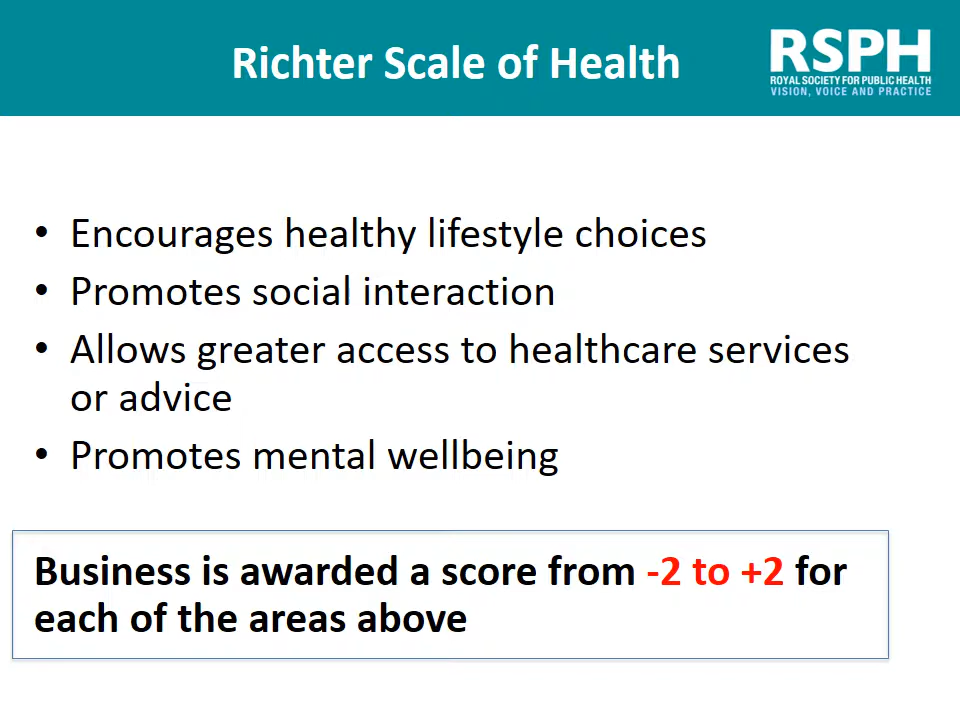 Richter Scale of Health
RSPH
ROYAL SOCIETY FOR PUBLIC HEALTH
VISION, VOICE AND PRACTICE
• Encourages healthy lifestyle choices
• Promotes social interaction
• Allows greater access to healthcare services
or advice
• Promotes mental wellbeing
Business is awarded a score from -2 to +2 for
each of the areas above